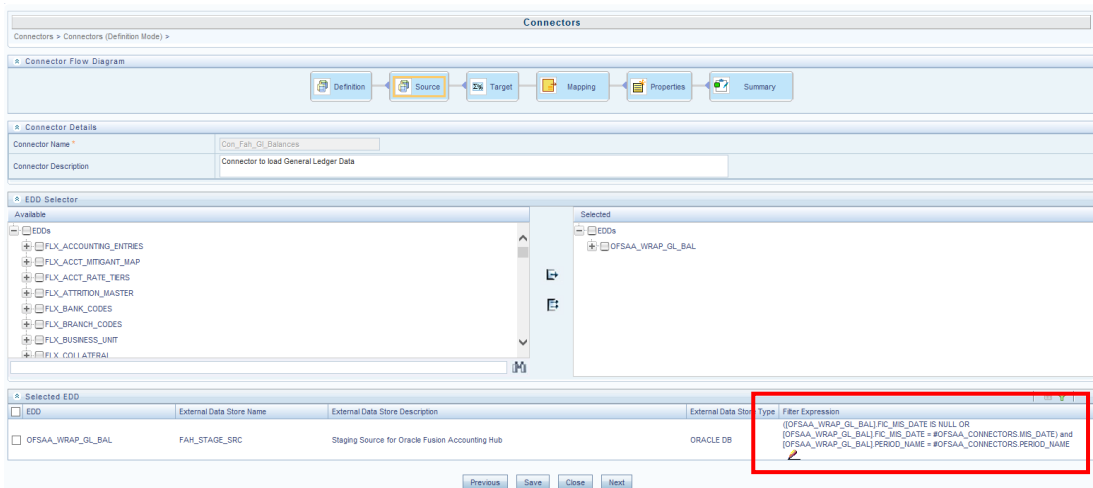 Connectors
Connectors > Connectors (Definition Mode) >
Connector Flow Diagram
Definition
Source
Target
Mapping
Properties
Summary
Connector Details
Connector Name *
Con_Fah_Gl_Balances
Connector Description
Connector to load General Ledger Data
EDD Selector
Available
Selected
EDDs
FLX_ACCOUNTING_ENTRIES
FLX_ACCT_MITIGANT_MAP
FLX_ACCT_RATE_TIERS
FLX_ATTRITION_MASTER
FLX_BANK_CODES
FLX_BRANCH_CODES
FLX_BUSINESS_UNIT
FLX_COLLATERAL
EDDs
OFSAA_WRAP_GL_BAL
Selected EDD
EDD
External Data Store Name
External Data Store Description
External Data Store Type
Filter Expression
OFSAA_WRAP_GL_BAL
FAH_STAGE_SRC
Staging Source for Oracle Fusion Accounting Hub
ORACLE DB
([OFSAA_WRAP_GL_BAL].FIC_MIS_DATE IS NULL OR
[OFSAA_WRAP_GL_BAL].FIC_MIS_DATE = #OFSAA_CONNECTORS.MIS_DATE) and
[OFSAA_WRAP_GL_BAL].PERIOD_NAME = #OFSAA_CONNECTORS.PERIOD_NAME
Previous
Save
Close
Next